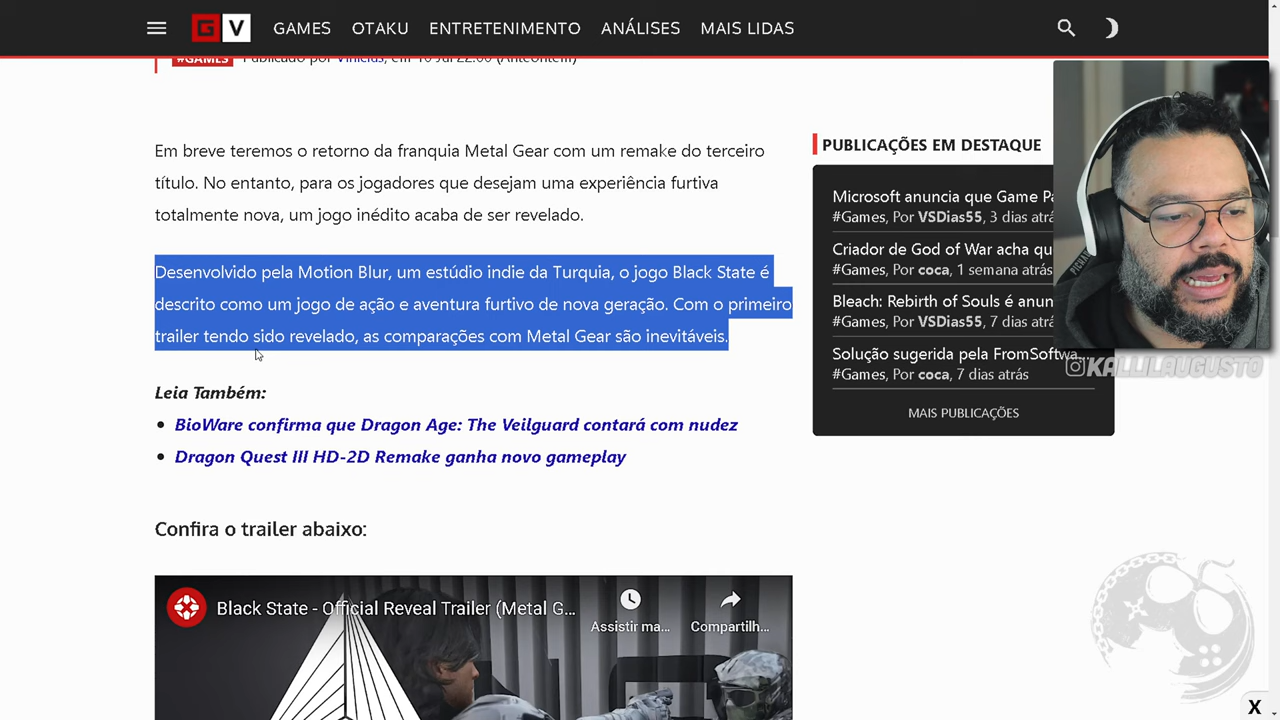 G V GAMES OTAKU ENTRETENIMENTO ANÁLISES MAIS LIDAS
#GAMES Publicado por Vinicias, em 10 Jul 22:00 (Anteontem)
Em breve teremos o retorno da franquia Metal Gear com um remake do terceiro
título. No entanto, para os jogadores que desejam uma experiência furtiva
totalmente nova, um jogo inédito acaba de ser revelado.
Desenvolvido pela Motion Blur, um estúdio indie da Turquia, o jogo Black State é
descrito como um jogo de ação e aventura furtivo de nova geração. Com o primeiro
trailer tendo sido revelado, as comparações com Metal Gear são inevitáveis.
Leia Também:
BioWare confirma que Dragon Age: The Veilguard contará com nudez
Dragon Quest III HD-2D Remake ganha novo gameplay
Confira o trailer abaixo:
Black State - Official Reveal Trailer (Metal G...
Assistir ma...
Compartilh...
PUBLICAÇÕES EM DESTAQUE
Microsoft anuncia que Game Pa
#Games, Por VSDias55, 3 dias atrá
Criador de God of War acha qu
#Games, Por coca, 1 semana atrá
Bleach: Rebirth of Souls é anun
#Games, Por VSDias55, 7 dias atrá
Solução sugerida pela FromSoftwa...
#Games, Por coca, 7 dias atrás
MAIS PUBLICAÇÕES
@KALLILAUGUSTO
X